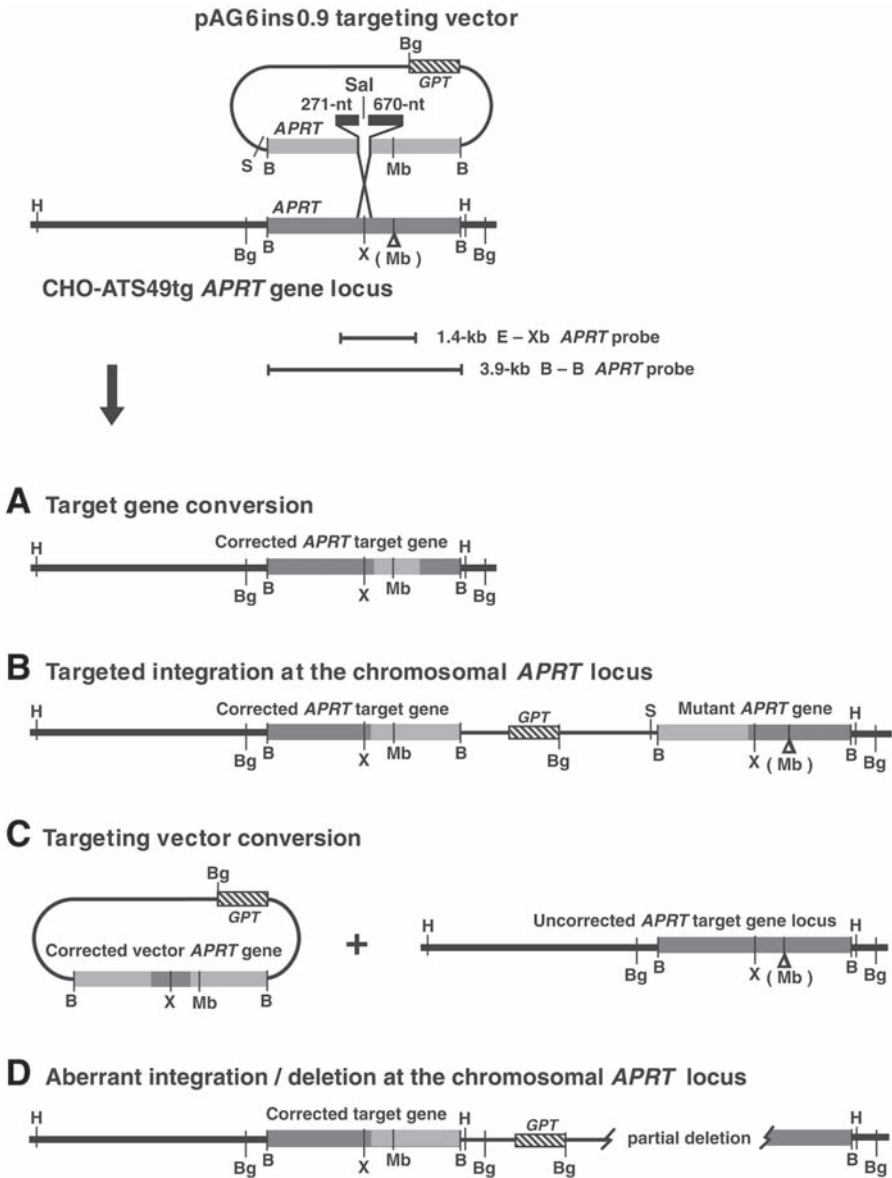 pAG6ins0.9 targeting vector
Bg
GPT
Sal
271-nt 670-nt
APRT
S B Mb B
H APRT H
Bg B X (Mb) B Bg
CHO-ATS49tg APRT gene locus
1.4-kb E – Xb APRT probe
3.9-kb B – B APRT probe
A Target gene conversion
H Corrected APRT target gene H
Bg B X Mb B Bg
B Targeted integration at the chromosomal APRT locus
H Corrected APRT target gene GPT S Mutant APRT gene H
Bg B X Mb B Bg B X (Mb) B Bg
C Targeting vector conversion
Bg
GPT
Corrected vector APRT gene
B X Mb B
+
H Uncorrected APRT target gene locus H
Bg B X (Mb) B Bg
D Aberrant integration / deletion at the chromosomal APRT locus
H Corrected target gene H GPT partial deletion H
Bg B X Mb B Bg Bg B Bg